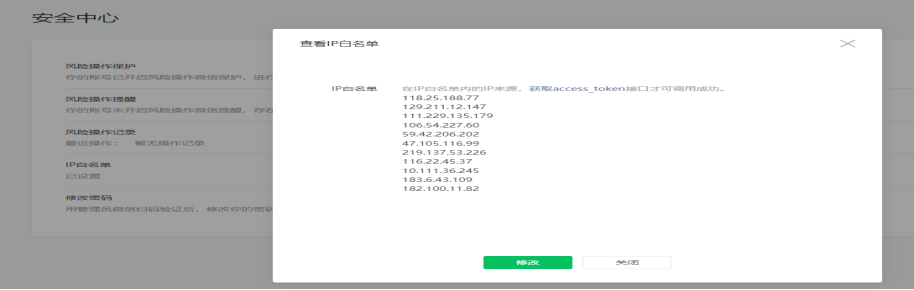 安全中心
风险操作保护
你的账号已开启风险操作微信保护，进行
风险操作提醒
你的账号未开启风险操作微信提醒，存在
风险操作记录
最近操作： 暂无操作记录
IP白名单
已设置
修改密码
用管理员微信扫码验证后，修改你的密码
查看IP白名单
IP白名单 在IP白名单内的IP来源，获取access_token接口才可调用成功。
118.25.188.77
129.211.12.147
111.229.135.179
106.54.227.60
59.42.206.202
47.105.116.99
219.137.53.226
116.22.45.37
10.111.36.245
183.6.43.109
182.100.11.82
修改 关闭